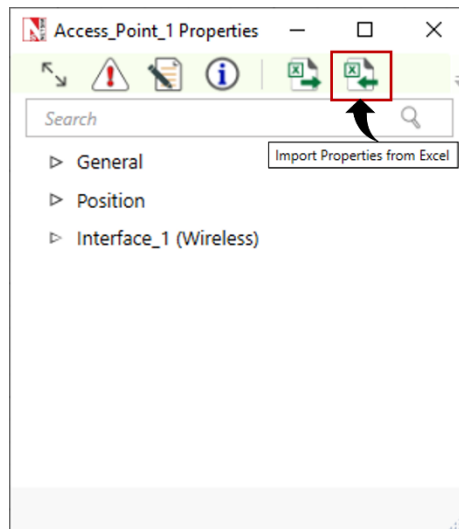 Access_Point_1 Properties
Search
Import Properties from Excel
General
Position
Interface_1 (Wireless)